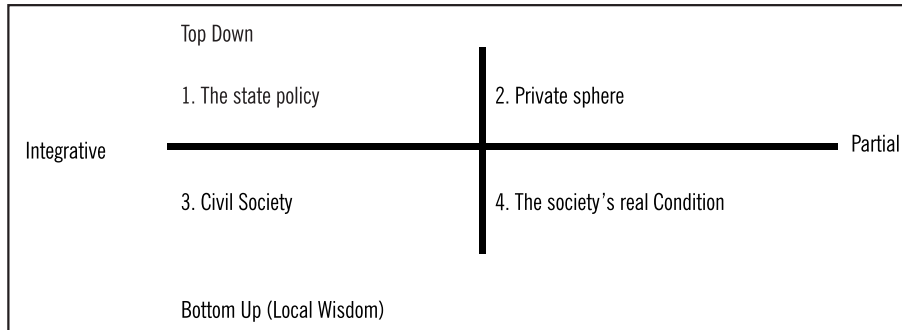 Top Down
1. The state policy
2. Private sphere
Integrative
Partial
3. Civil Society
4. The society’s real Condition
Bottom Up (Local Wisdom)